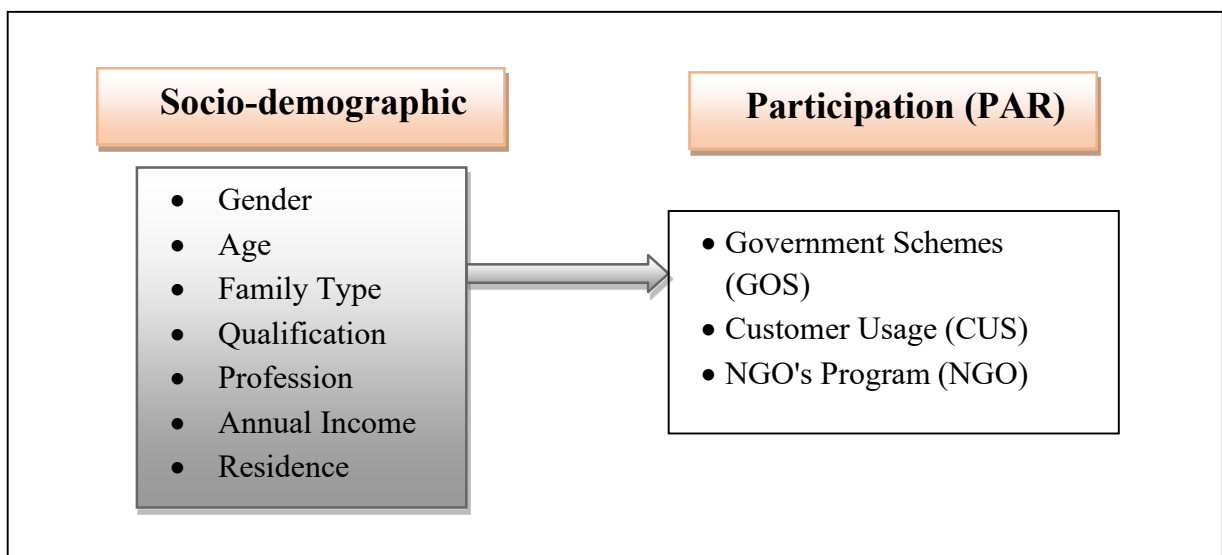 Socio-demographic
• Gender
• Age
• Family Type
• Qualification
• Profession
• Annual Income
• Residence
Participation (PAR)
• Government Schemes
(GOS)
• Customer Usage (CUS)
• NGO's Program (NGO)